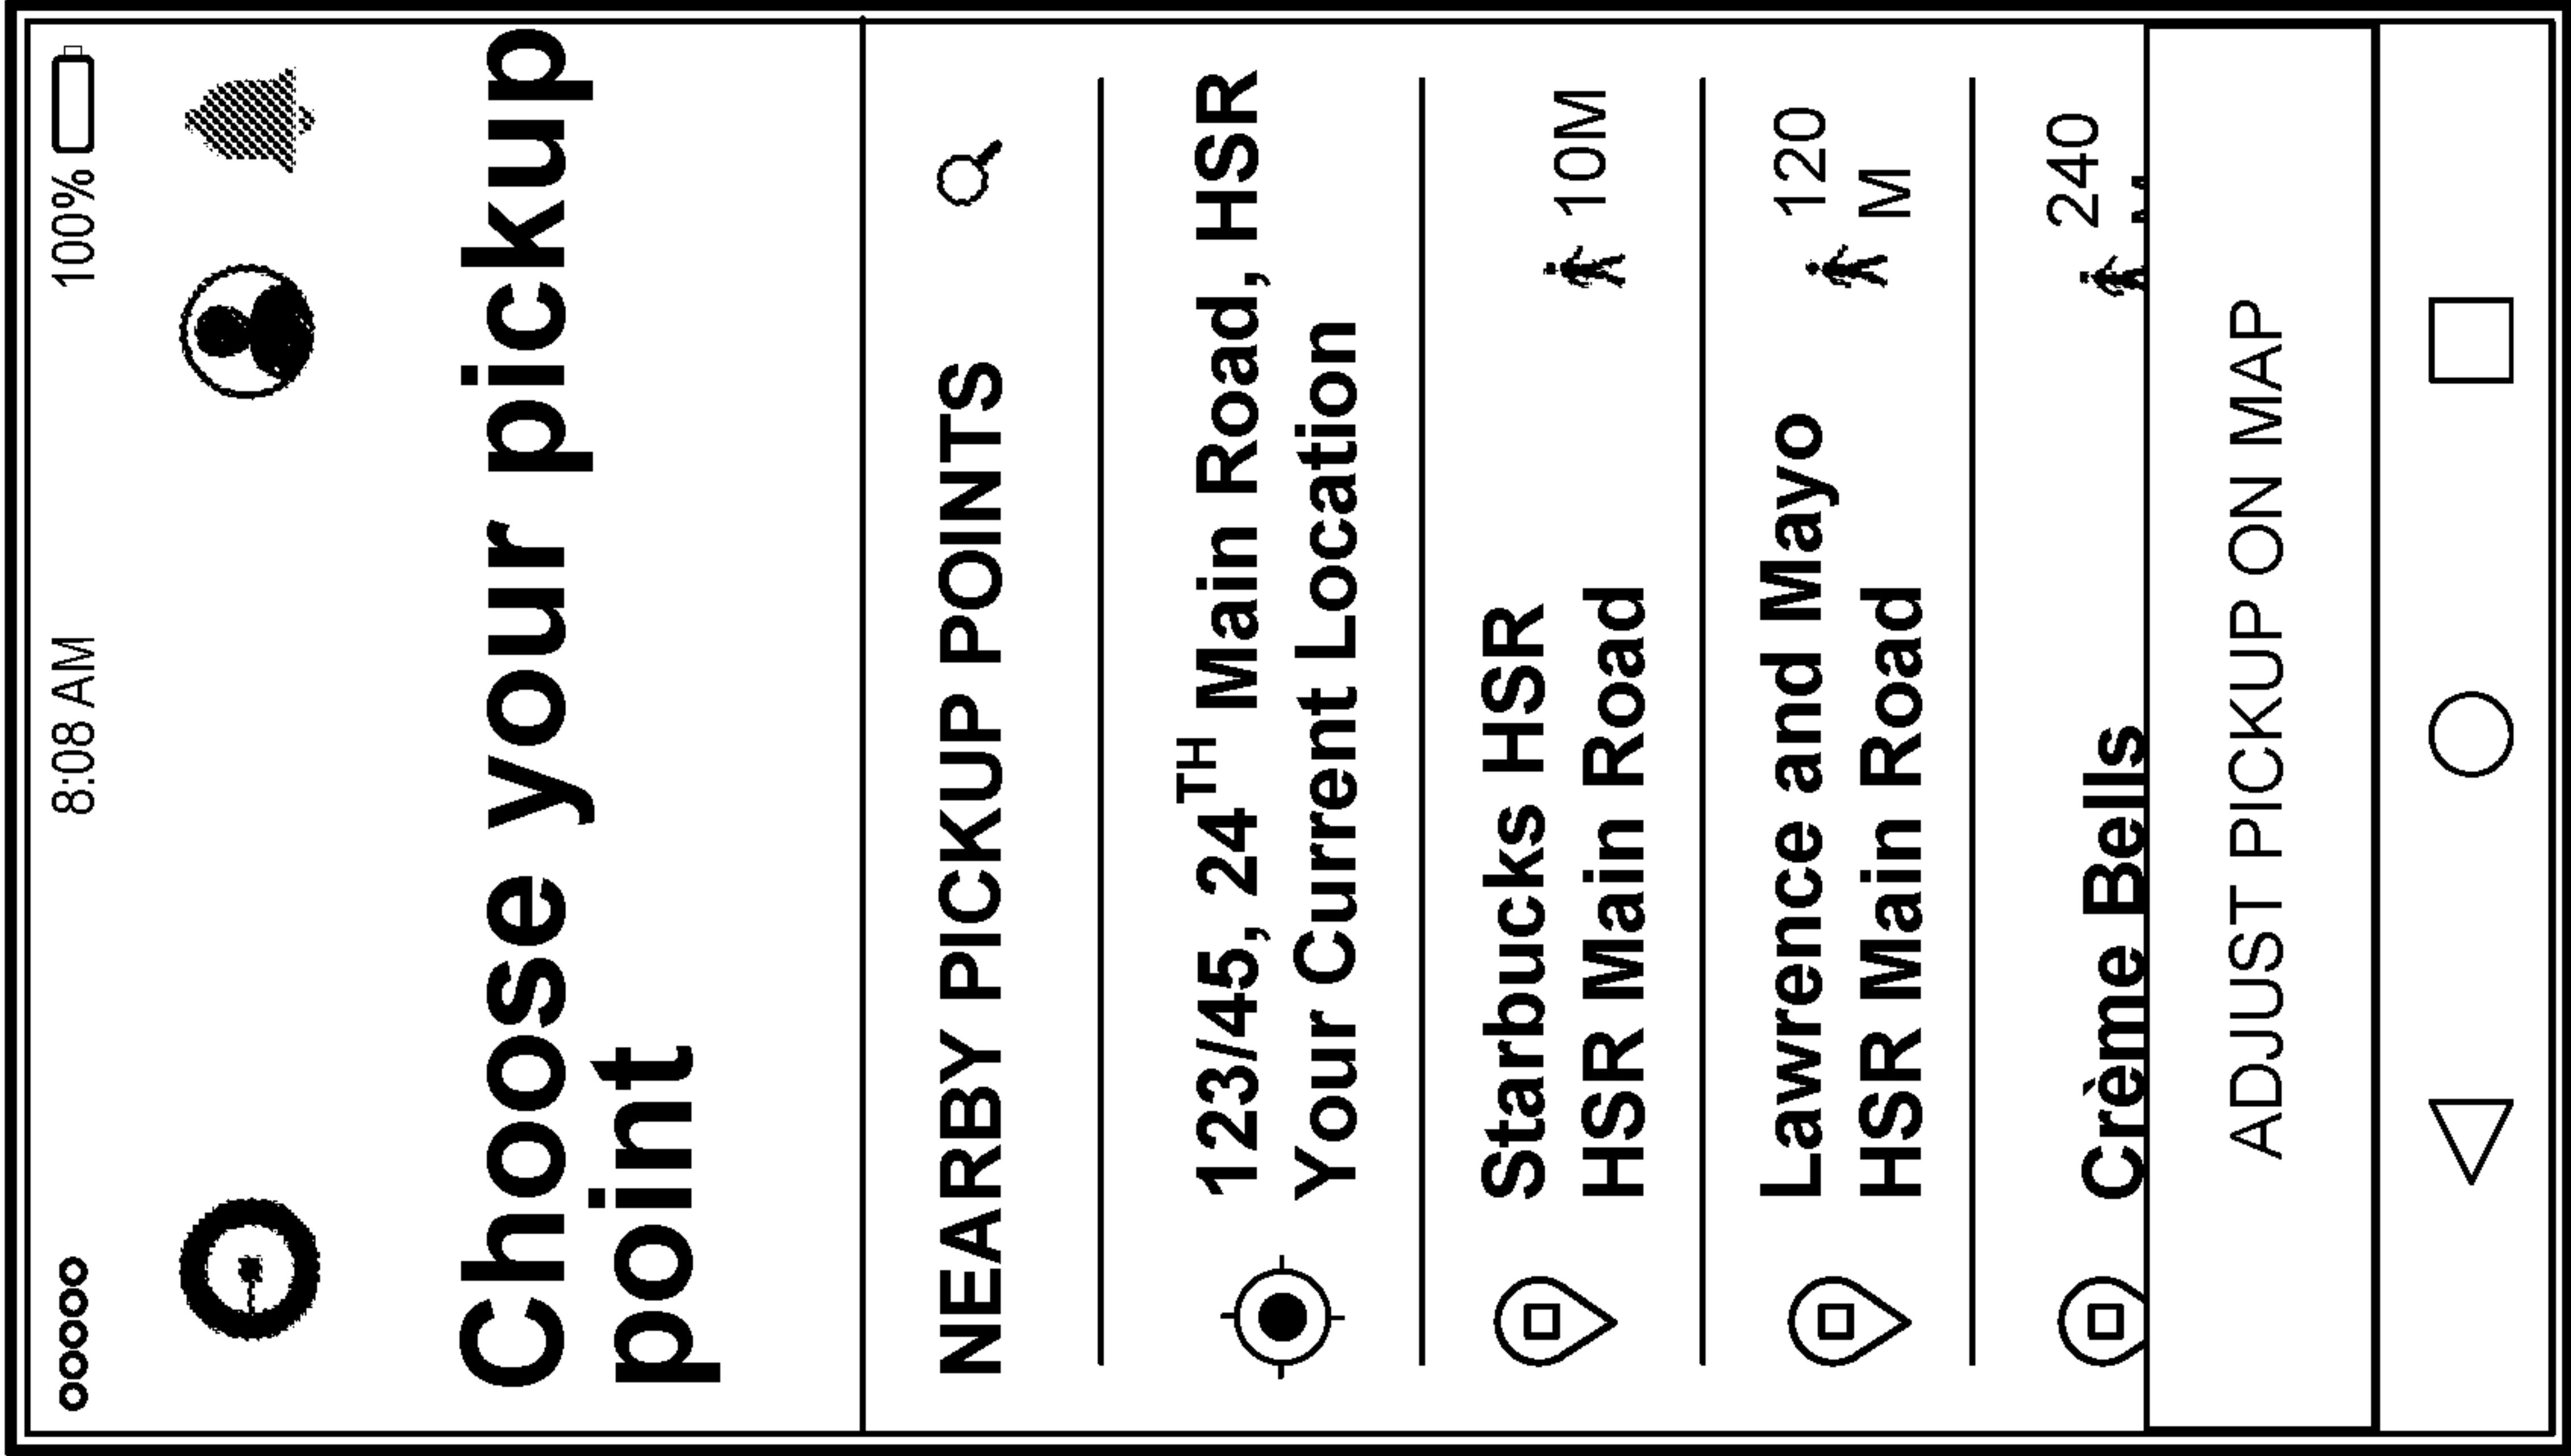 8:08 AM 100%
Choose your pickup
point
NEARBY PICKUP POINTS
123/45, 24TH Main Road, HSR
Your Current Location
Starbucks HSR
HSR Main Road
10M
Lawrence and Mayo
HSR Main Road
120
M
Crème Bells
240
M
ADJUST PICKUP ON MAP